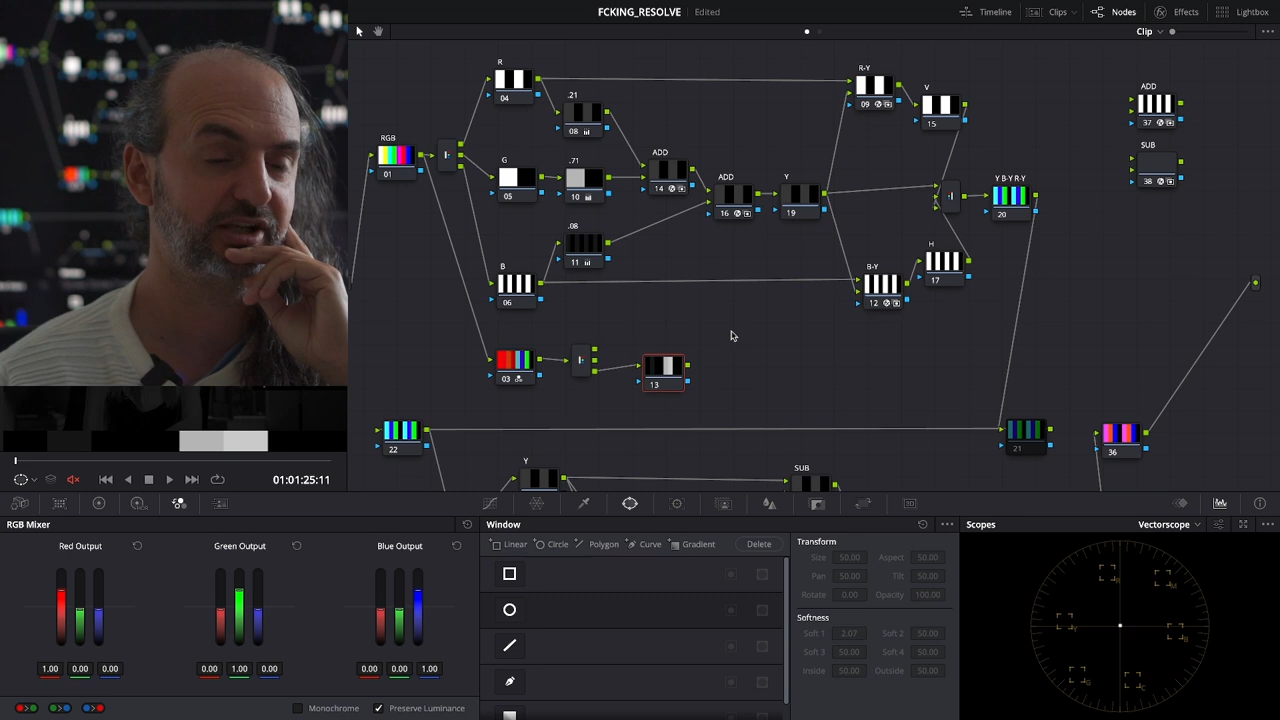 FCKING_RESOLVE Edited
Timeline Clips Nodes Effects Lightbox
Clip
RGB
01
R
04
.21
08
G
05
.71
10
ADD
14
ADD
16
Y
19
.08
11
B
06
R-Y
09
V
15
Y B-Y R-Y
20
H
17
B-Y
12
ADD
37
SUB
38
03
13
22
21
36
Y
SUB
01:01:25:11
RGB Mixer
Red Output Green Output Blue Output
1.00 0.00 0.00 0.00 1.00 0.00 0.00 0.00 1.00
Monochrome Preserve Luminance
Window
Linear Circle Polygon Curve Gradient Delete
Transform
Size 50.00 Aspect 50.00
Pan 50.00 Tilt 50.00
Rotate 0.00 Opacity 100.00
Softness
Soft 1 2.07 Soft 2 50.00
Soft 3 50.00 Soft 4 50.00
Inside 50.00 Outside 50.00
Scopes Vectorscope
R
M
Y
B
G
C